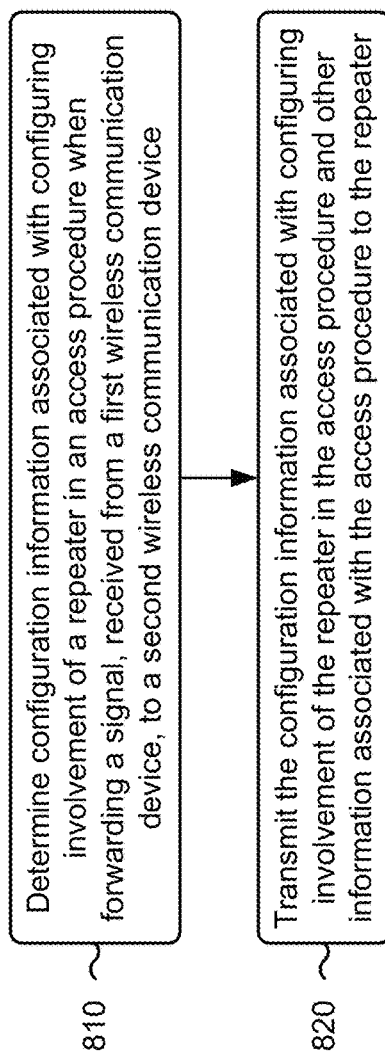 810
Determine configuration information associated with configuring
involvement of a repeater in an access procedure when
forwarding a signal, received from a first wireless communication
device, to a second wireless communication device
820
Transmit the configuration information associated with configuring
involvement of the repeater in the access procedure and other
information associated with the access procedure to the repeater